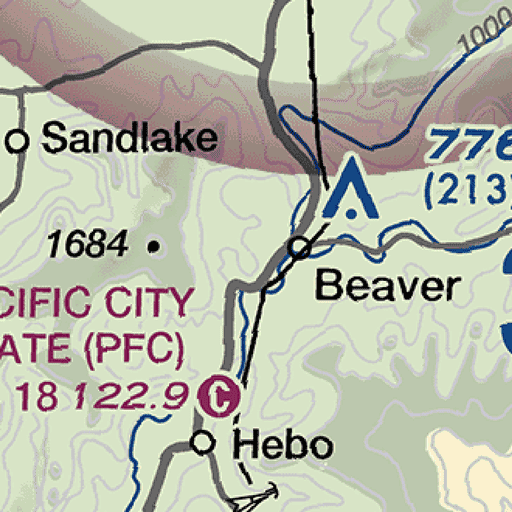 1000
Sandlake
776
(213)
1684
Beaver
CIFIC CITY
ATE (PFC)
18 122.9 C
Hebo